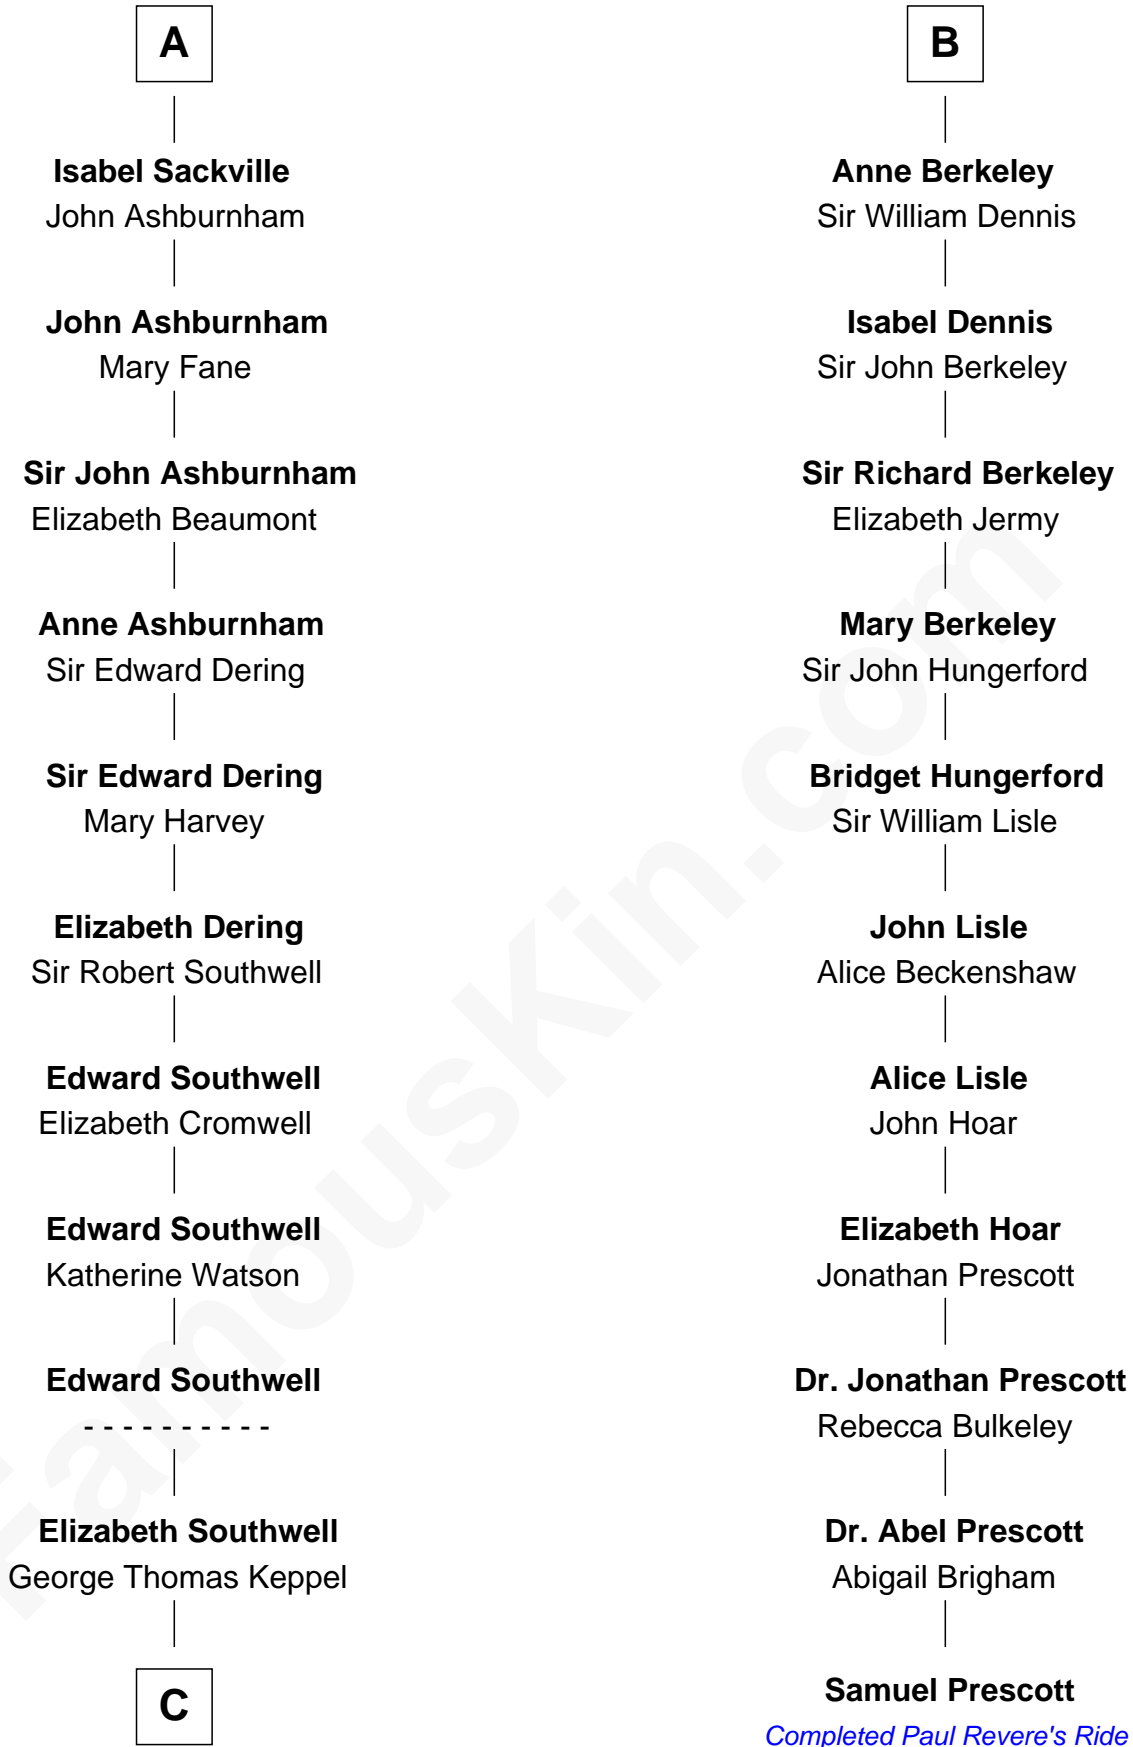 A
Isabel Sackville
John Ashburnham
John Ashburnham
Mary Fane
Sir John Ashburnham
Elizabeth Beaumont
Anne Ashburnham
Sir Edward Dering
Sir Edward Dering
Mary Harvey
Elizabeth Dering
Sir Robert Southwell
Edward Southwell
Elizabeth Cromwell
Edward Southwell
Katherine Watson
Edward Southwell
- - - - - - - - - -
Elizabeth Southwell
George Thomas Keppel
C
B
Anne Berkeley
Sir William Dennis
Isabel Dennis
Sir John Berkeley
Sir Richard Berkeley
Elizabeth Jermy
Mary Berkeley
Sir John Hungerford
Bridget Hungerford
Sir William Lisle
John Lisle
Alice Beckenshaw
Alice Lisle
John Hoar
Elizabeth Hoar
Jonathan Prescott
Dr. Jonathan Prescott
Rebecca Bulkeley
Dr. Abel Prescott
Abigail Brigham
Samuel Prescott
Completed Paul Revere's Ride
FamousKin.com